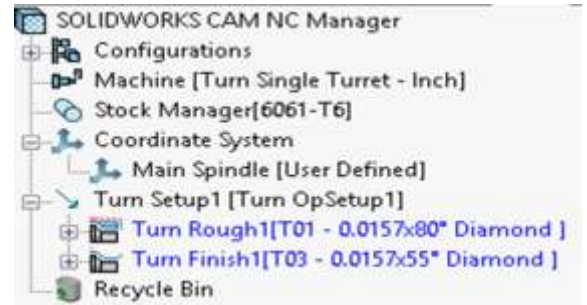 SOLIDWORKS CAM NC Manager
Configurations
Machine [Turn Single Turret - Inch]
Stock Manager[6061-T6]
Coordinate System
Main Spindle [User Defined]
Turn Setup1 [Turn OpSetup1]
Turn Rough1[T01 - 0.0157x80° Diamond ]
Turn Finish1[T03 - 0.0157x55° Diamond ]
Recycle Bin